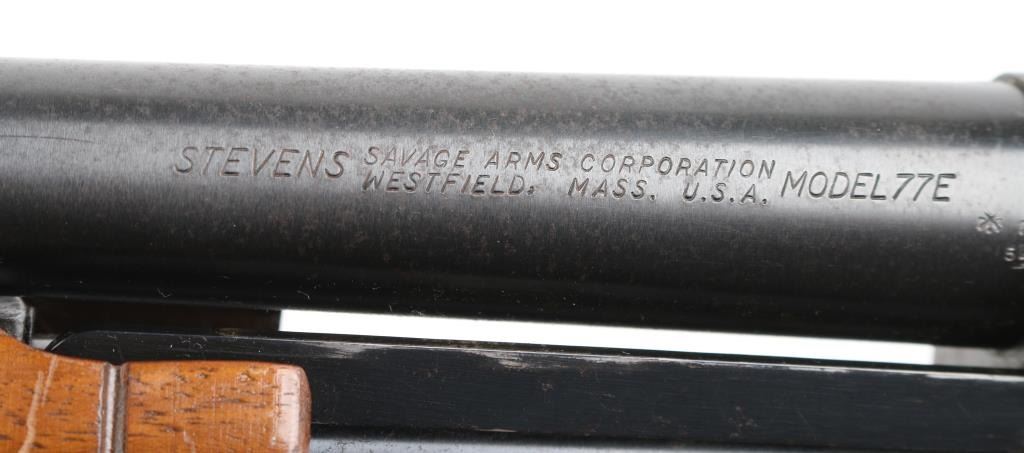 STEVENS SAVAGE ARMS CORPORATION
WESTFIELD, MASS. U.S.A. MODEL 77E